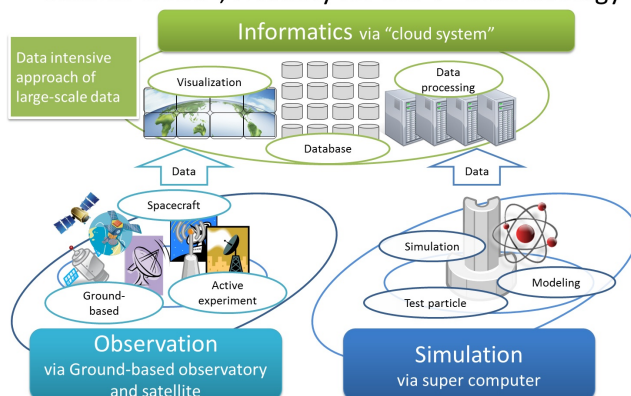 Informatics via “cloud system”
Data intensive
approach of
large-scale data
Visualization
Data
processing
Database
Data
Data
Spacecraft
Ground-
based
Active
experiment
Simulation
Modeling
Test particle
Observation
via Ground-based observatory
and satellite
Simulation
via super computer